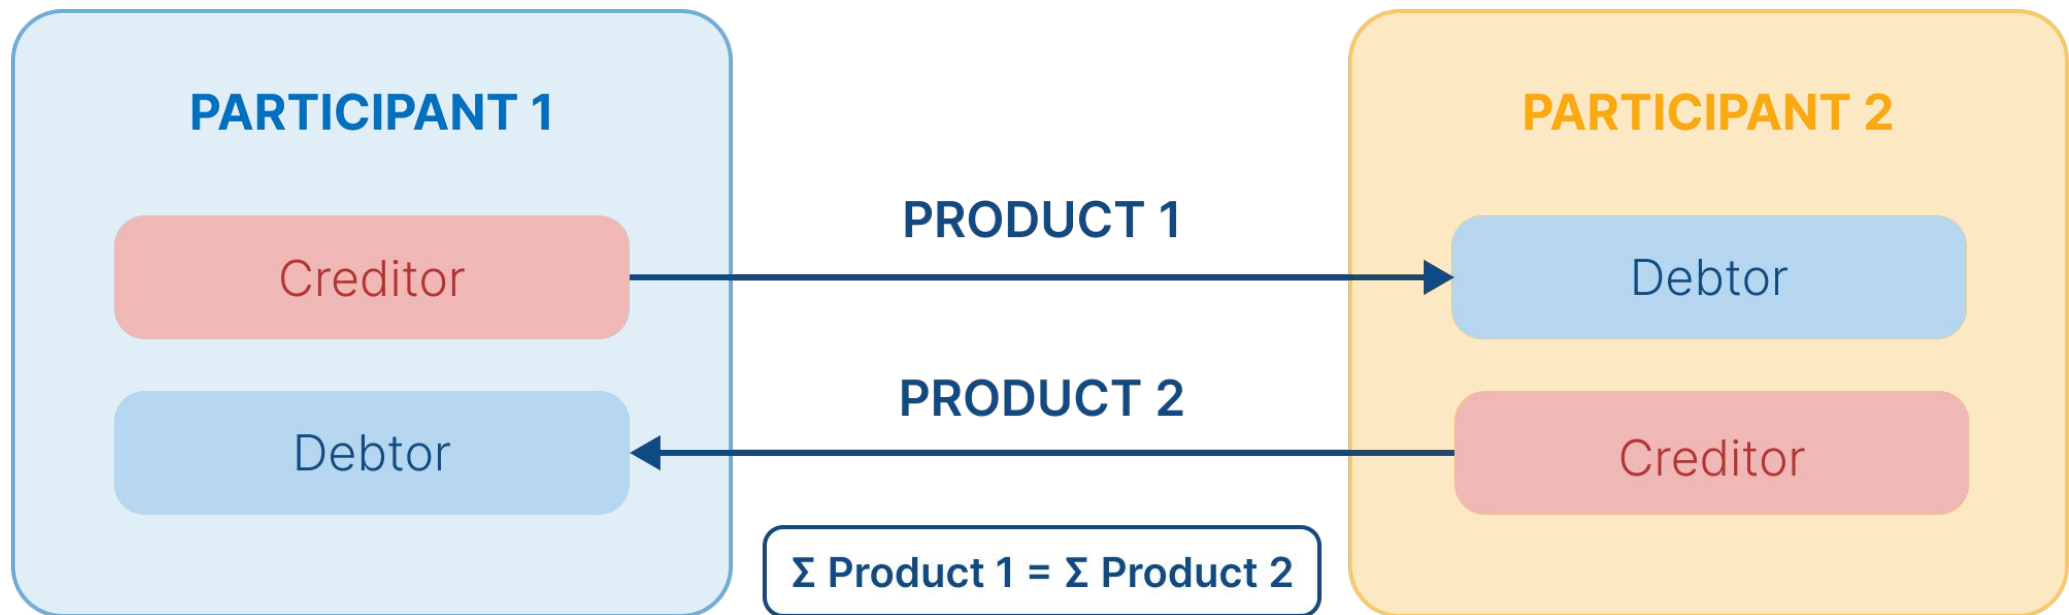 PARTICIPANT 1
PARTICIPANT 2
PRODUCT 1
Creditor
Debtor
PRODUCT 2
Debtor
Creditor
Σ Product 1 = Σ Product 2